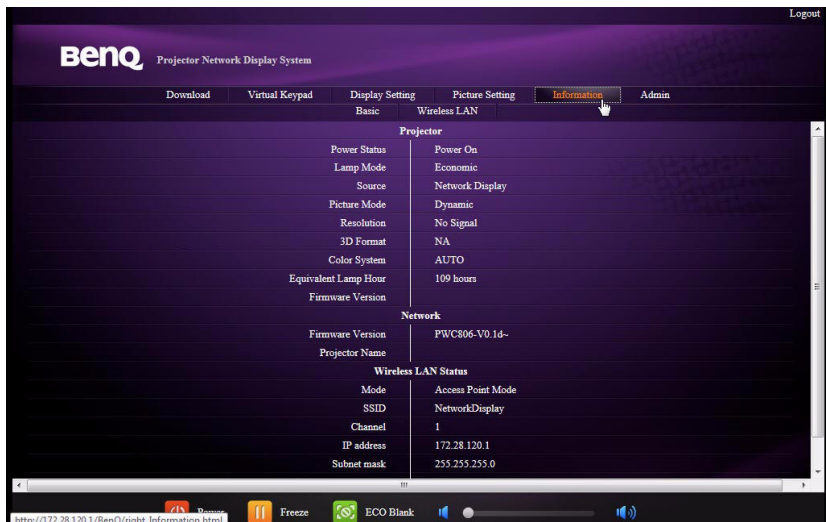 Logout
BenQ Projector Network Display System
Download Virtual Keypad Display Setting Picture Setting Information Admin
Basic Wireless LAN
Projector
Power Status Power On
Lamp Mode Economic
Source Network Display
Picture Mode Dynamic
Resolution No Signal
3D Format NA
Color System AUTO
Equivalent Lamp Hour 109 hours
Firmware Version
Network
Firmware Version PWC806-V0.1d~
Projector Name
Wireless LAN Status
Mode Access Point Mode
SSID NetworkDisplay
Channel 1
IP address 172.28.120.1
Subnet mask 255.255.255.0
Power Freeze ECO Blank
http://172.28.120.1/BenQ/right_Information.html